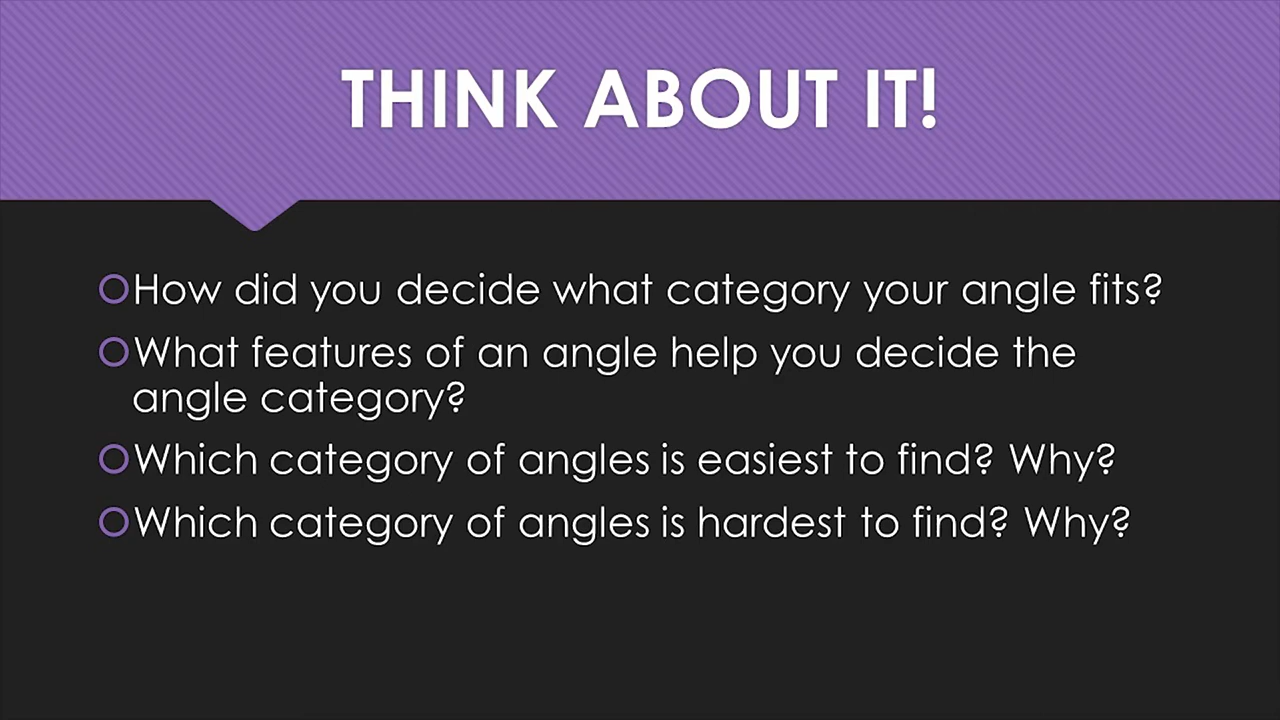 THINK ABOUT IT!
How did you decide what category your angle fits?
What features of an angle help you decide the
angle category?
Which category of angles is easiest to find? Why?
Which category of angles is hardest to find? Why?